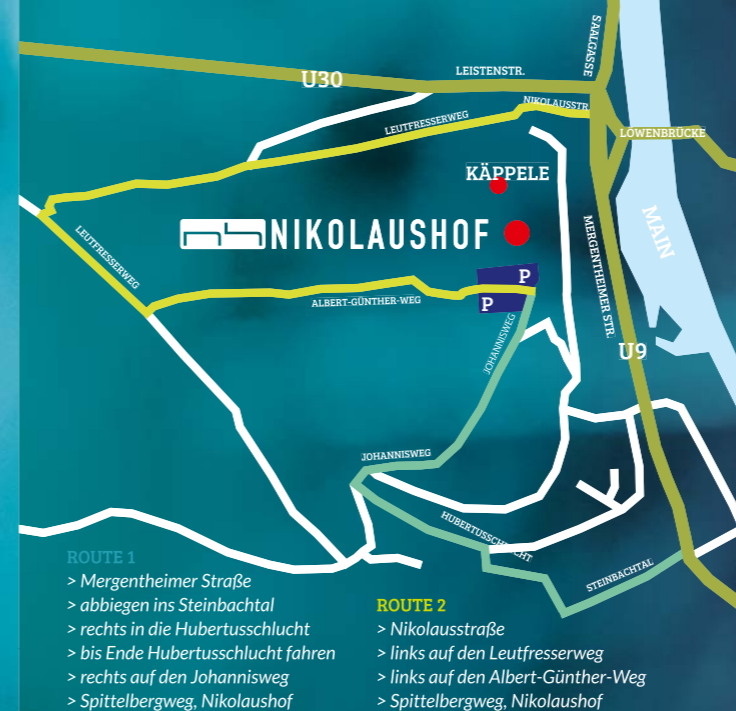 SAALGASSE
LEISTENSTR.
U30
NIKOLAUSSTR.
LEUTFRESSERWEG
LÖWENBRÜCKE
KÄPPELE
MAIN
MERGENTHEIMER STR.
LEUTFRESSERWEG
NIKOLAUSHOF
P
P
ALBERT-GÜNTHER-WEG
JOHANNISWEG
U9
JOHANNISWEG
HUBERTUSSCHLUCHT
STEINBACHTAL
ROUTE 1
> Mergentheimer Straße
> abbiegen ins Steinbachtal
> rechts in die Hubertusschlucht
> bis Ende Hubertusschlucht fahren
> rechts auf den Johannisweg
> Spittelbergweg, Nikolaushof
ROUTE 2
> Nikolausstraße
> links auf den Leutfresserweg
> links auf den Albert-Günther-Weg
> Spittelbergweg, Nikolaushof